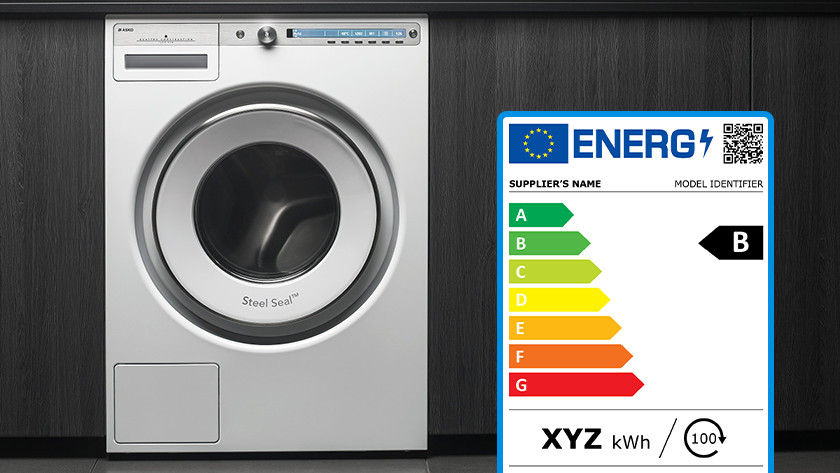 ASKO
Steel Seal™
ENERG
SUPPLIER'S NAME
MODEL IDENTIFIER
A
B
C
D
E
F
G
B
XYZ kWh / 100